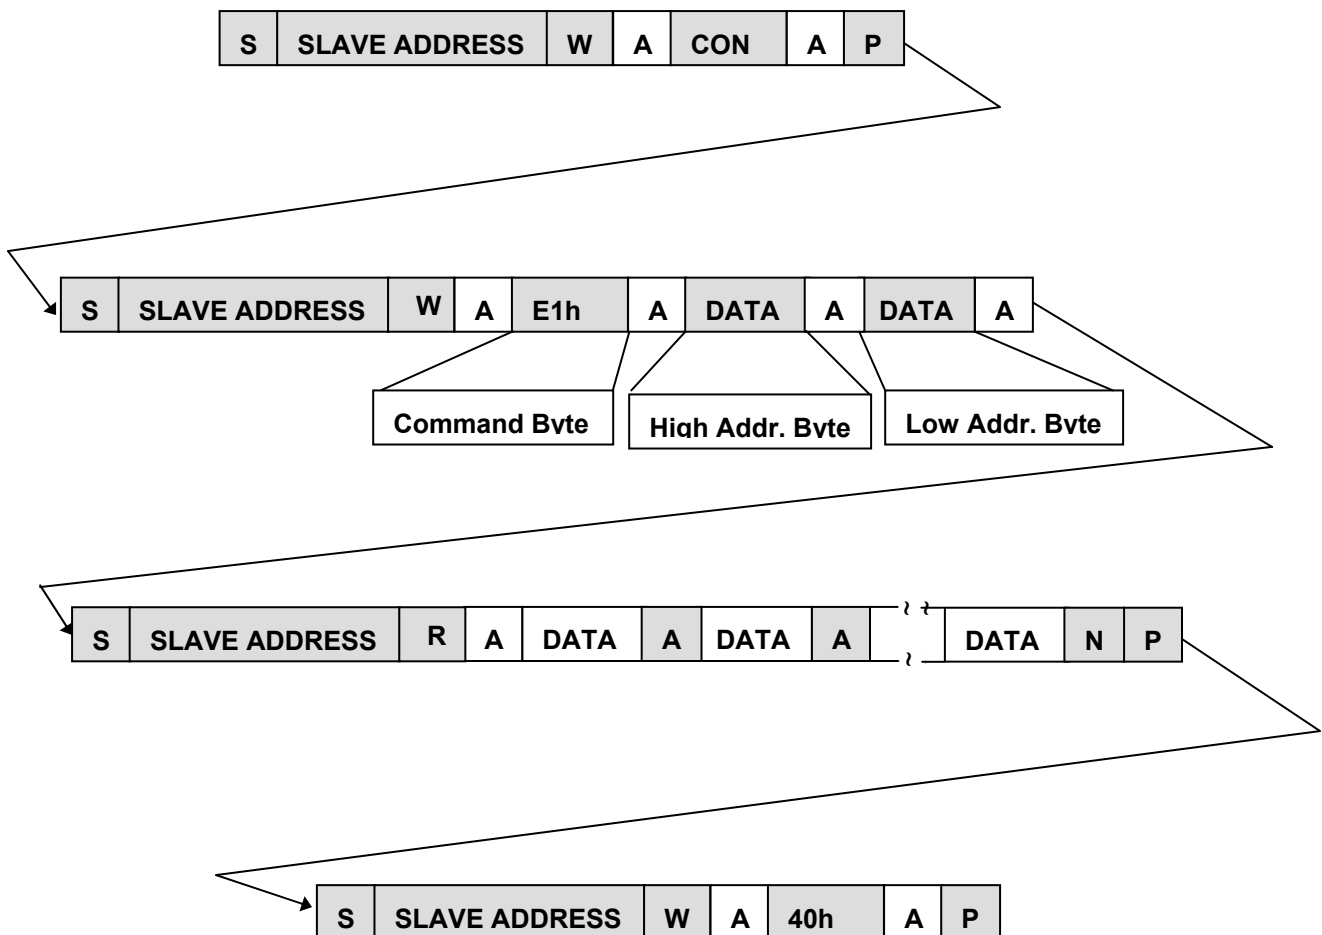 S SLAVE ADDRESS W A CON A P
S SLAVE ADDRESS W A E1h A DATA A DATA A
Command Byte High Addr. Byte Low Addr. Byte
S SLAVE ADDRESS R A DATA A DATA A ~ ~ ~ DATA N P
S SLAVE ADDRESS W A 40h A P